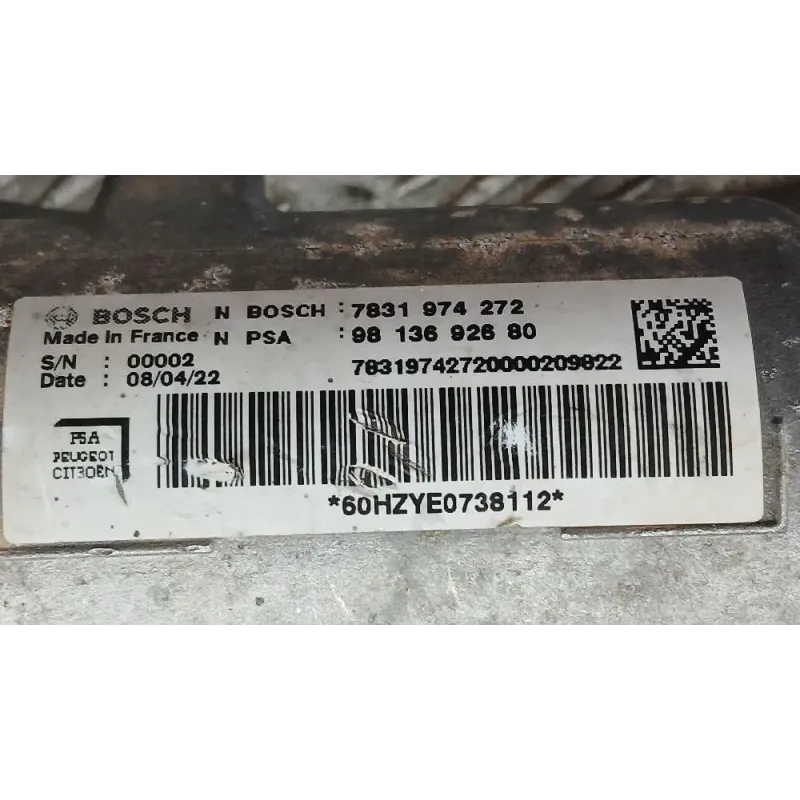 BOSCH N BOSCH : 7831 974 272
Made In France N PSA : 98 136 926 80
S/N : 00002 78319742720000209822
Date : 08/04/22
PSA
PEUGEOT
CITROEN
*60HZYE0738112*